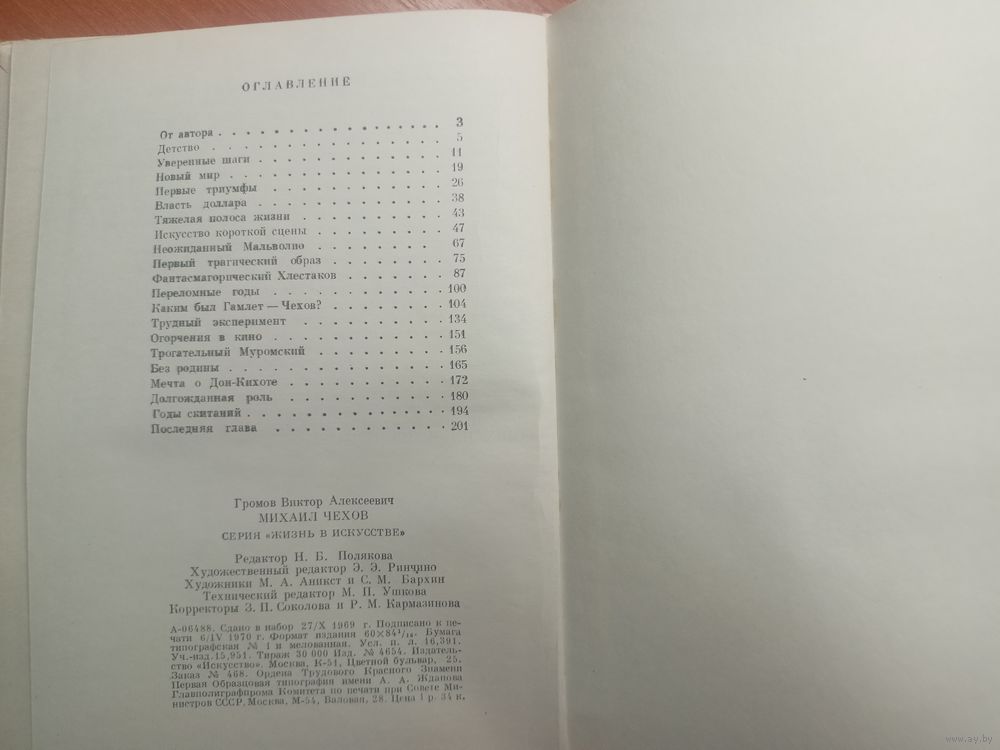 ОГЛАВЛЕНИЕ
От автора . . . . . . . . . . . . . . . . 3
Детство . . . . . . . . . . . . . . . . 5
Уверенные шаги . . . . . . . . . . . . . 11
Новый мир . . . . . . . . . . . . . . . 19
Первые триумфы . . . . . . . . . . . . 26
Власть доллара . . . . . . . . . . . . . 38
Тяжелая полоса жизни . . . . . . . . . . 43
Искусство короткой сцены . . . . . . . . . 47
Неожиданный Мальволио . . . . . . . . 67
Первый трагический образ . . . . . . . . 75
Фантасмагорический Хлестаков . . . . . . . 87
Переломные годы . . . . . . . . . . . . 100
Каким был Гамлет — Чехов? . . . . . . . . 104
Трудный эксперимент . . . . . . . . . . 134
Огорчения в кино . . . . . . . . . . . . 151
Трогательный Муромский . . . . . . . . . 156
Без родины . . . . . . . . . . . . . . . 165
Мечта о Дон-Кихоте . . . . . . . . . . . 172
Долгожданная роль . . . . . . . . . . . 180
Годы скитаний . . . . . . . . . . . . . . 194
Последняя глава . . . . . . . . . . . . 201
Громов Виктор Алексеевич
МИХАИЛ ЧЕХОВ
СЕРИЯ «ЖИЗНЬ В ИСКУССТВЕ»
Редактор Н. Б. Полякова
Художественный редактор Э. Э. Ринчино
Художники М. А. Аникст и С. М. Бархин
Технический редактор М. П. Ушкова
Корректоры З. П. Соколова и Р. М. Кармазинова
А-06488. Сдано в набор 27/X 1969 г. Подписано к пе-
чати 6/IV 1970 г. Формат издания 60×84¹/₁₆. Бумага
типографская № 1 и мелованная. Усл. п. л. 16,391.
Уч.-изд. 15,951. Тираж 30 000 Изд. № 4654. Издатель-
ство «Искусство». Москва, К-51, Цветной бульвар, 25.
Заказ № 468. Ордена Трудового Красного Знамени
Первая Образцовая типография имени А. А. Жданова
Главполиграфпрома Комитета по печати при Совете Ми-
нистров СССР, Москва, М-54, Валовая, 28. Цена 1 р. 34 к.
www.ay.by